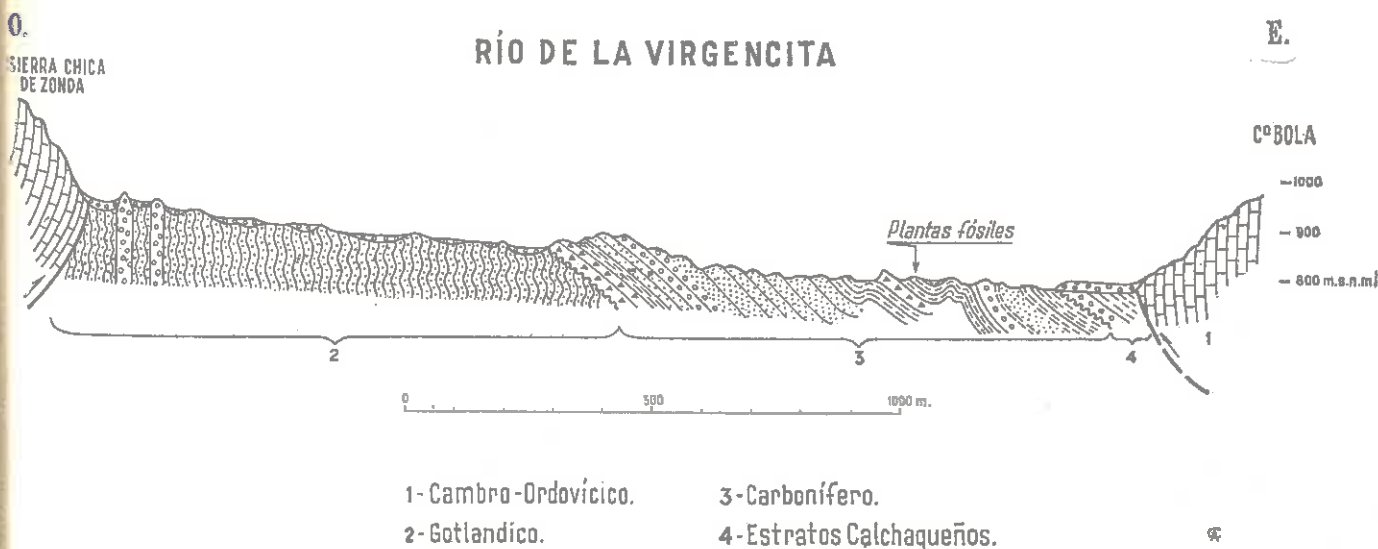 O.
E.
RÍO DE LA VIRGENCITA
SIERRA CHICA
DE ZONDA
Cº BOLA
1000
900
800 m.s.n.m.
Plantas fósiles
2
3
4
1
0
500
1000 m.
1-Cambro-Ordovícico.
2-Gotlandico.
3-Carbonífero.
4-Estratos Calchaqueños.